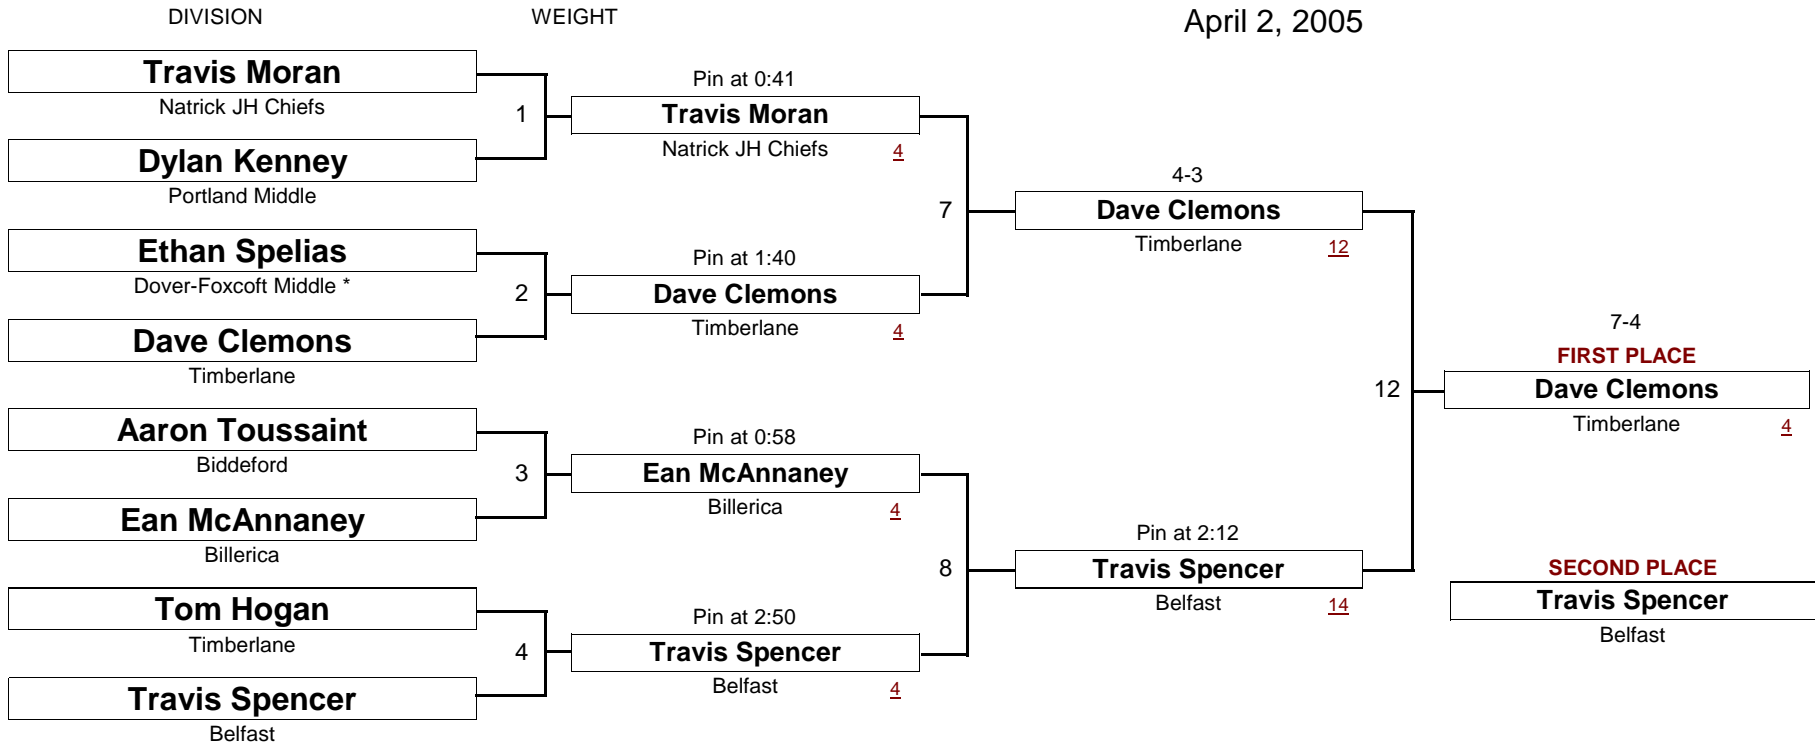 DIVISION
WEIGHT
April 2, 2005
Travis Moran
Natrick JH Chiefs
1
Dylan Kenney
Portland Middle
Ethan Spelias
Dover-Foxcoft Middle *
2
Dave Clemons
Timberlane
Aaron Toussaint
Biddeford
3
Ean McAnnaney
Billerica
Tom Hogan
Timberlane
4
Travis Spencer
Belfast
Pin at 0:41
Travis Moran
Natrick JH Chiefs
4
7
Pin at 1:40
Dave Clemons
Timberlane
4
Pin at 0:58
Ean McAnnaney
Billerica
4
8
Pin at 2:50
Travis Spencer
Belfast
4
4-3
Dave Clemons
Timberlane
12
12
Pin at 2:12
Travis Spencer
Belfast
14
7-4
FIRST PLACE
Dave Clemons
Timberlane
4
SECOND PLACE
Travis Spencer
Belfast